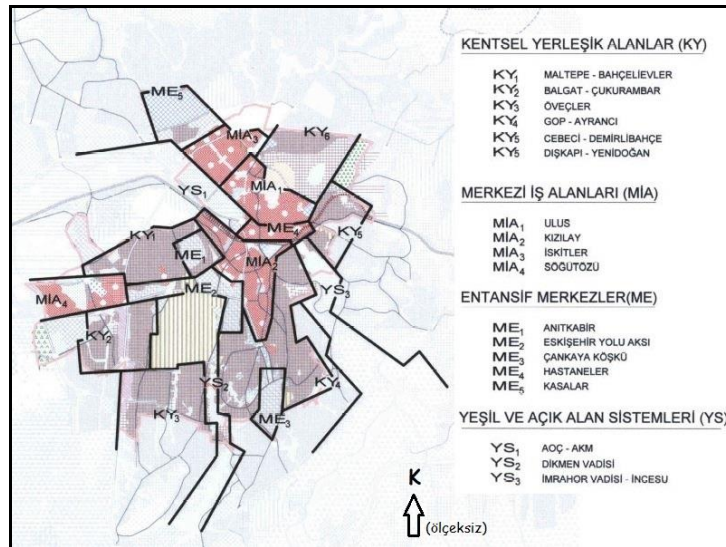 KENTSEL YERLEŞİK ALANLAR (KY)
KY1 MALTEPE - BAHÇELİEVLER
KY2 BALGAT - ÇUKURAMBAR
KY3 ÖVEÇLER
KY4 GOP - AYRANCI
KY5 CEBECİ - DEMİRLİBAHÇE
KY5 DIŞKAPI - YENİDOĞAN
MERKEZİ İŞ ALANLARI (MİA)
MİA1 ULUS
MİA2 KIZILAY
MİA3 İSKİTLER
MİA4 SÖĞÜTÖZÜ
ENTANSİF MERKEZLER(ME)
ME1 ANITKABİR
ME2 ESKİŞEHİR YOLU AKSI
ME3 ÇANKAYA KÖŞKÜ
ME4 HASTANELER
ME5 KASALAR
YEŞİL VE AÇIK ALAN SİSTEMLERİ (YS)
YS1 AOÇ - AKM
YS2 DİKMEN VADİSİ
YS3 İMRAHOR VADİSİ - İNCESU
ME5
MİA3
KY6
YS1
MİA1
ME4
KY5
KY1
ME1
MİA2
ME2
YS3
MİA4
KY2
YS2
KY4
KY3
ME3
K
(ölçeksiz)